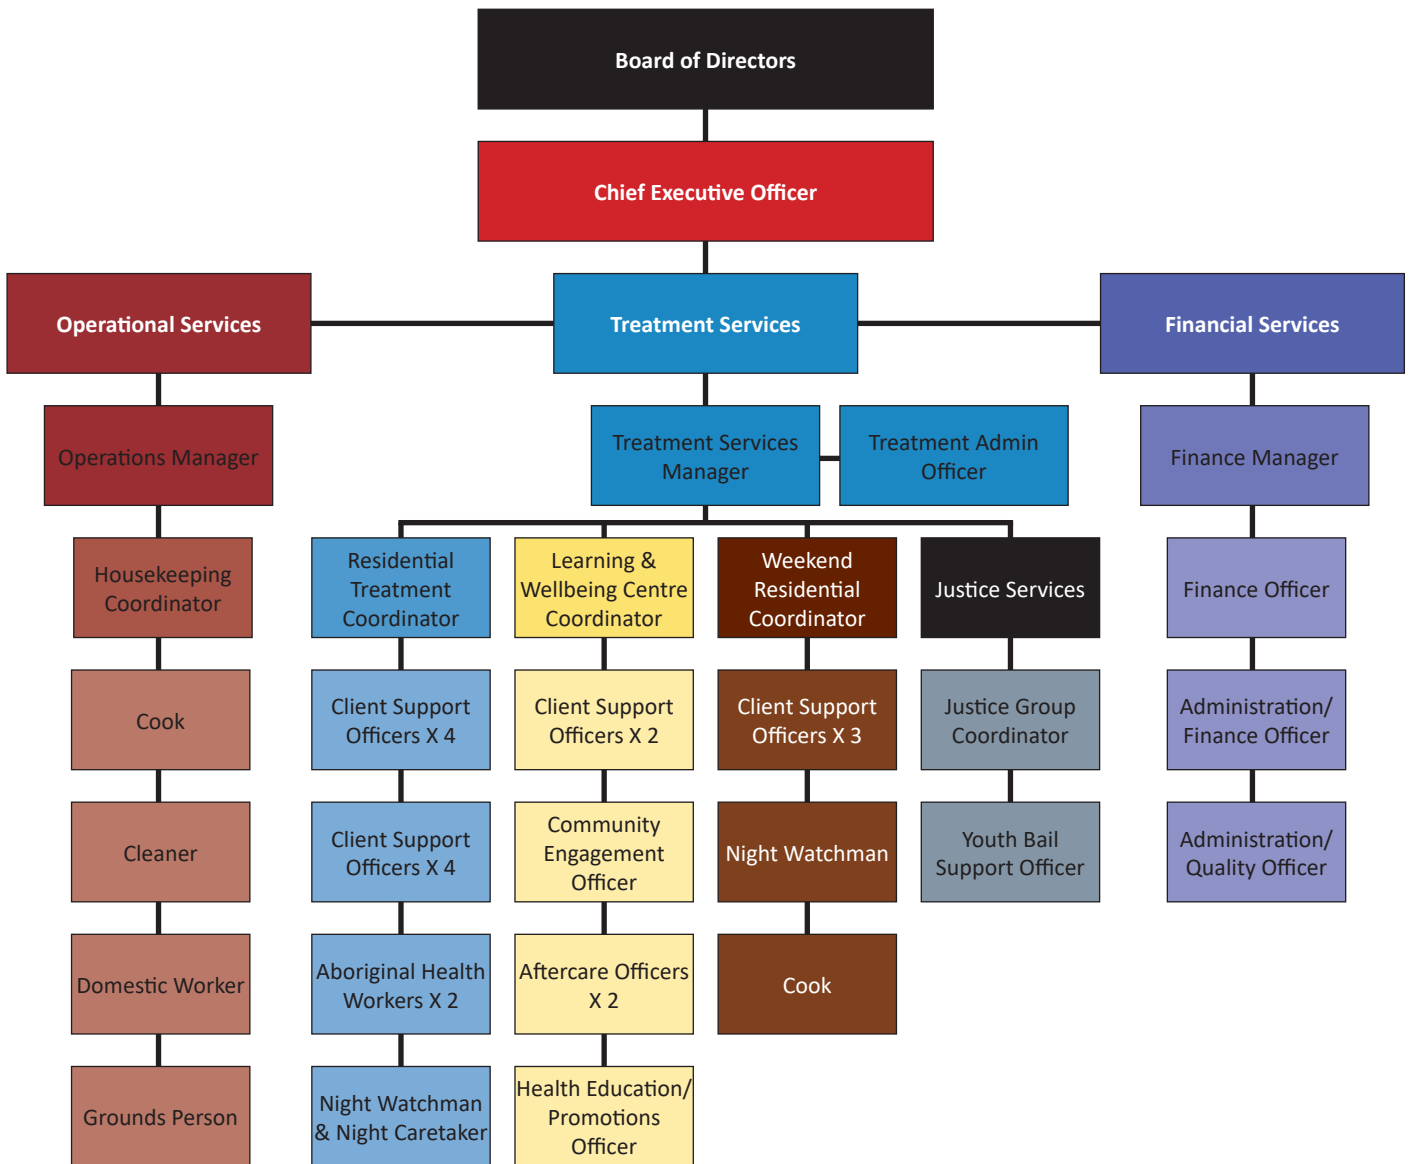 Board of Directors
Chief Executive Officer
Operational Services
Treatment Services
Financial Services
Operations Manager
Treatment Services
Manager
Treatment Admin
Officer
Finance Manager
Housekeeping
Coordinator
Residential
Treatment
Coordinator
Learning &
Wellbeing Centre
Coordinator
Weekend
Residential
Coordinator
Justice Services
Finance Officer
Cook
Client Support
Officers X 4
Client Support
Officers X 2
Client Support
Officers X 3
Justice Group
Coordinator
Administration/
Finance Officer
Cleaner
Client Support
Officers X 4
Community
Engagement
Officer
Night Watchman
Youth Bail
Support Officer
Administration/
Quality Officer
Domestic Worker
Aboriginal Health
Workers X 2
Aftercare Officers
X 2
Cook
Grounds Person
Night Watchman
& Night Caretaker
Health Education/
Promotions
Officer